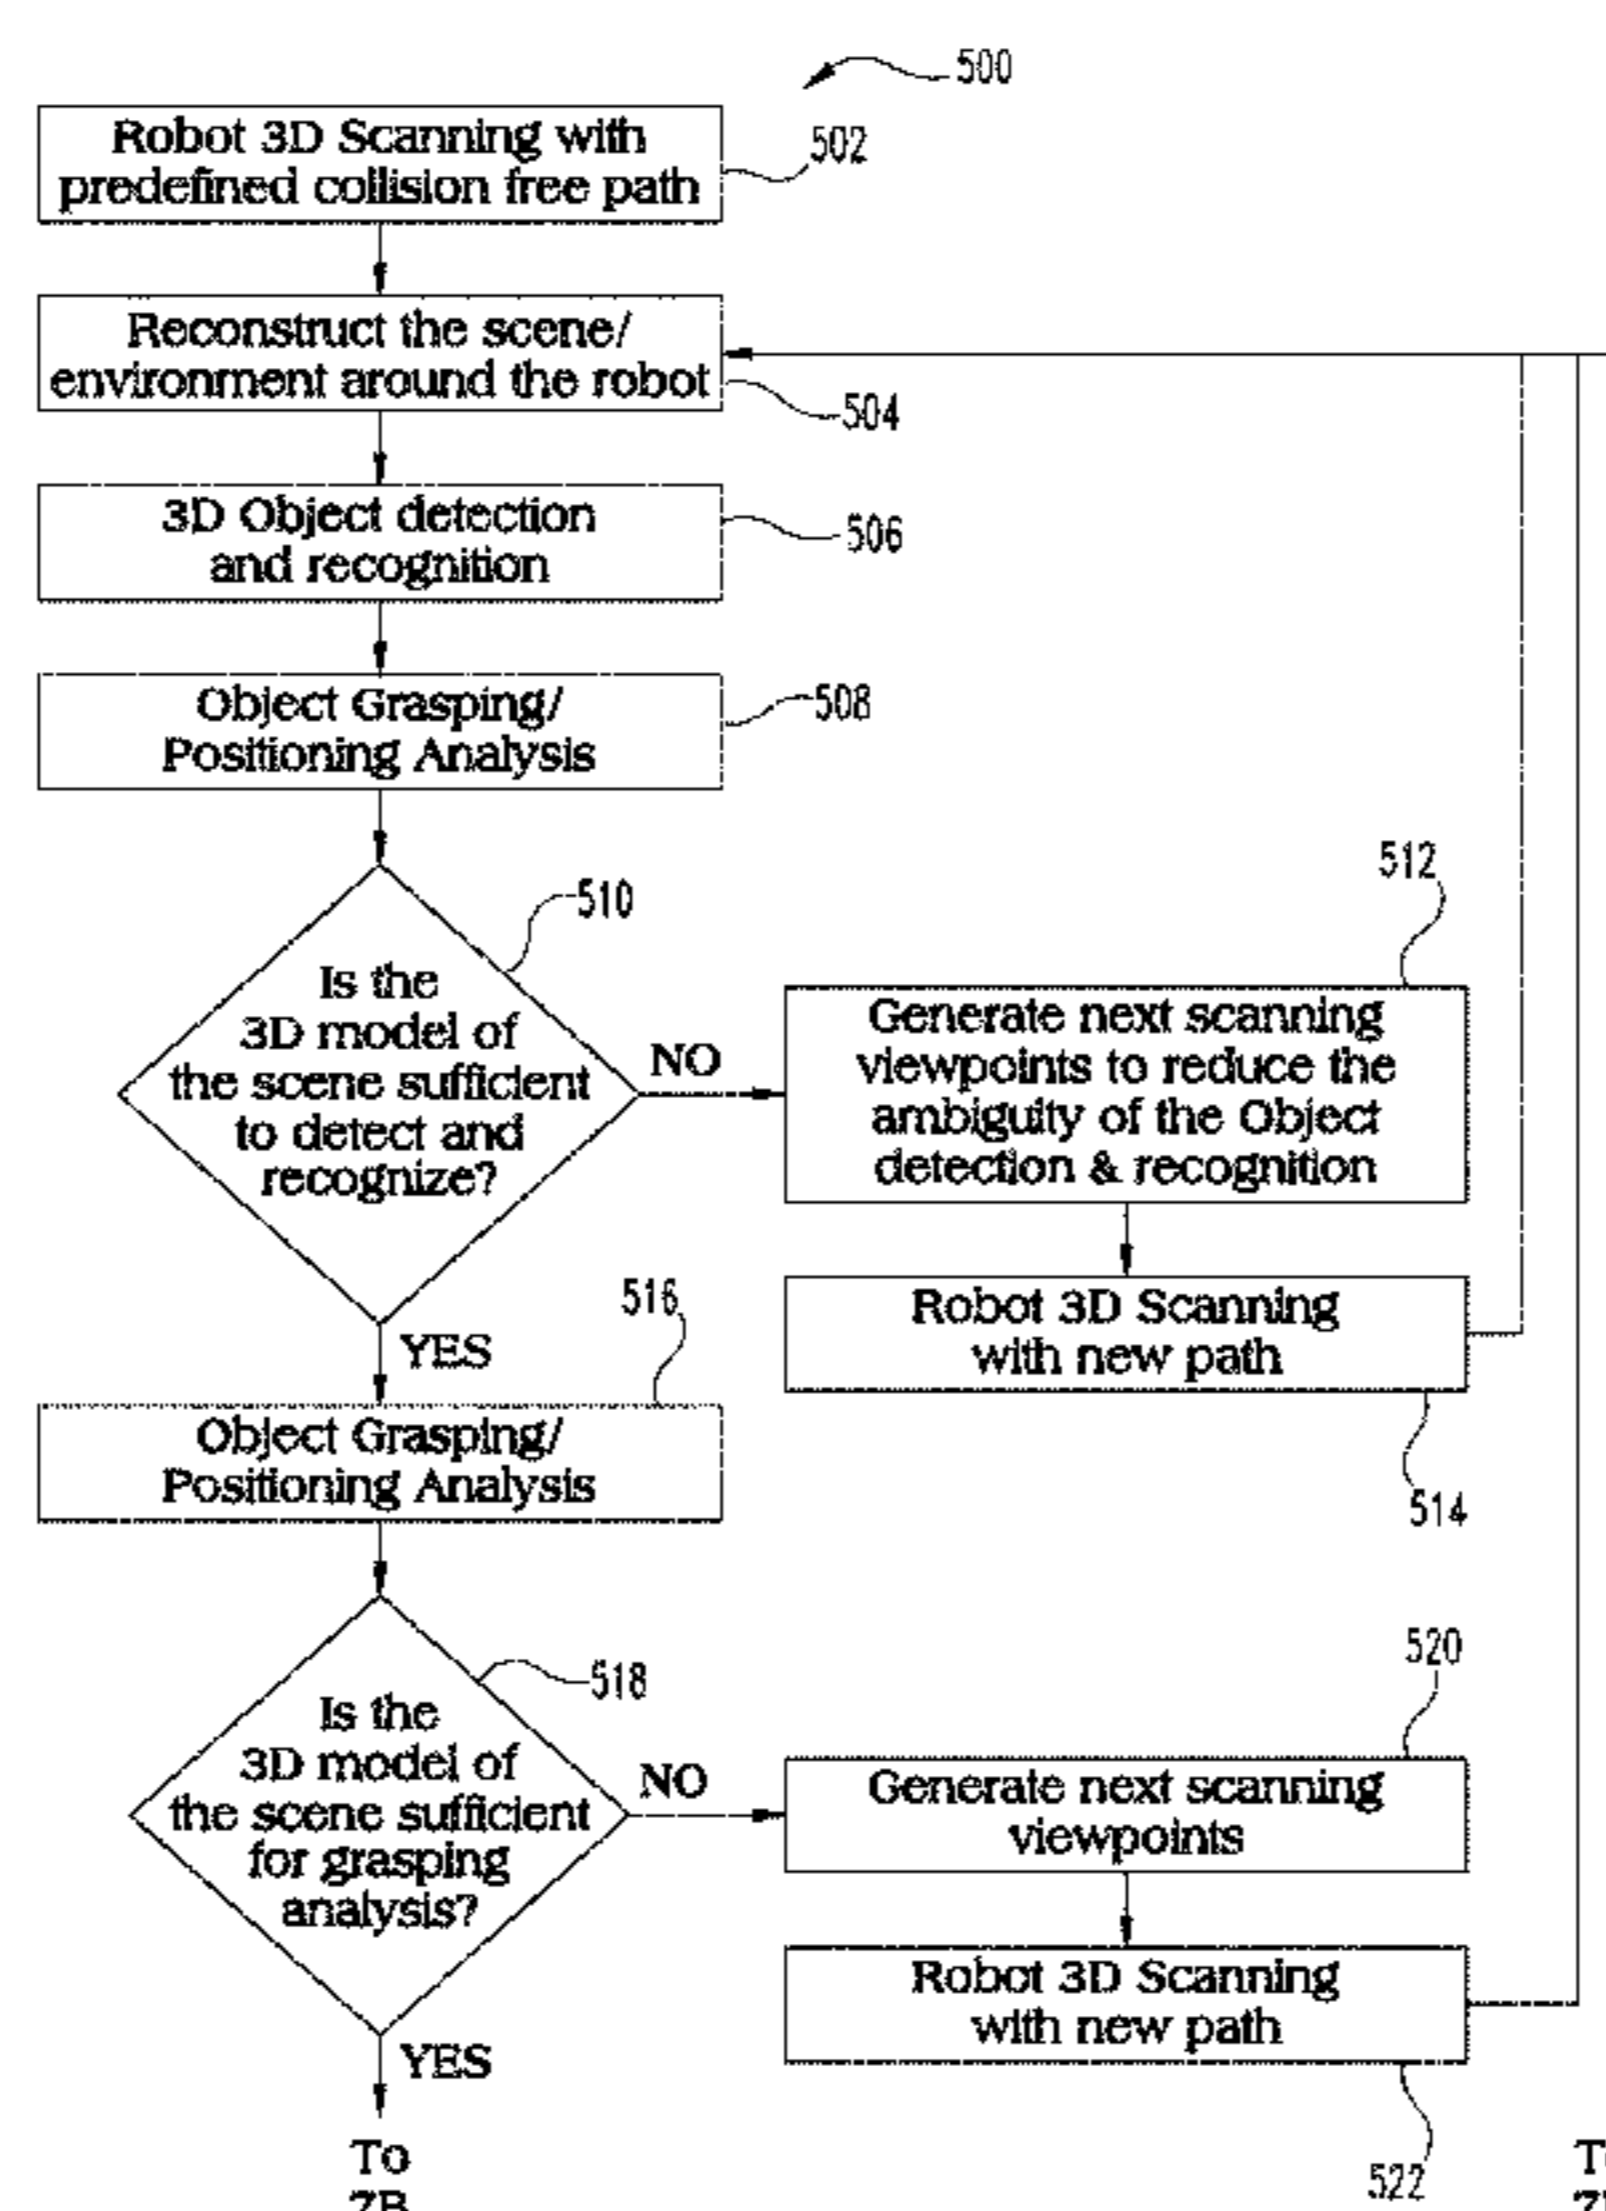 500
Robot 3D Scanning with
predefined collision free path
502
Reconstruct the scene/
environment around the robot
504
3D Object detection
and recognition
506
Object Grasping/
Positioning Analysis
508
510
Is the
3D model of
the scene sufficient
to detect and
recognize?
NO
YES
512
Generate next scanning
viewpoints to reduce the
ambiguity of the Object
detection & recognition
Robot 3D Scanning
with new path
514
516
Object Grasping/
Positioning Analysis
518
Is the
3D model of
the scene sufficient
for grasping
analysis?
NO
YES
520
Generate next scanning
viewpoints
Robot 3D Scanning
with new path
522
To